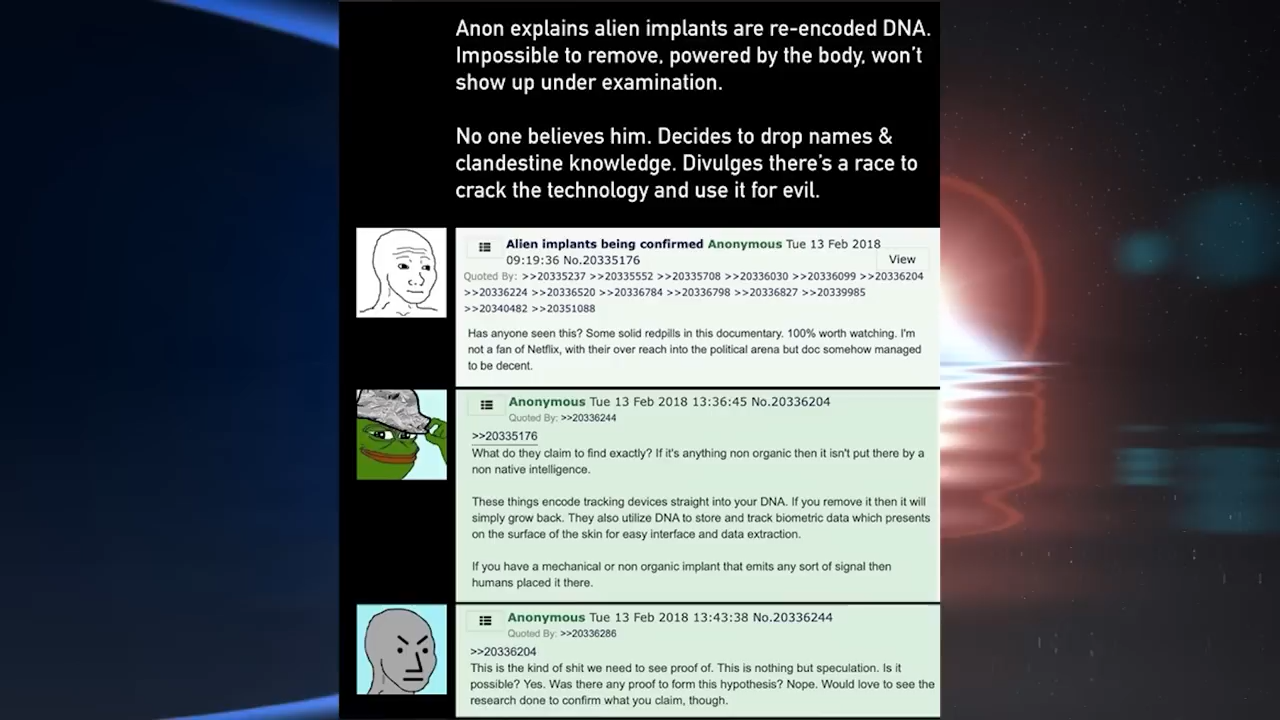 Anon explains alien implants are re-encoded DNA.
Impossible to remove, powered by the body, won't
show up under examination.
No one believes him. Decides to drop names &
clandestine knowledge. Divulges there's a race to
crack the technology and use it for evil.
Alien implants being confirmed Anonymous Tue 13 Feb 2018
09:19:36 No.20335176
View
Quoted By: >>20335237 >>20335552 >>20335708 >>20336030 >>20336099 >>20336204
>>20336224 >>20336520 >>20336784 >>20336798 >>20336827 >>20339985
>>20340482 >>20351088
Has anyone seen this? Some solid redpills in this documentary. 100% worth watching. I'm
not a fan of Netflix, with their over reach into the political arena but doc somehow managed
to be decent.
Anonymous Tue 13 Feb 2018 13:36:45 No.20336204
Quoted By: >>20336244
>>20335176
What do they claim to find exactly? If it's anything non organic then it isn't put there by a
non native intelligence.
These things encode tracking devices straight into your DNA. If you remove it then it will
simply grow back. They also utilize DNA to store and track biometric data which presents
on the surface of the skin for easy interface and data extraction.
If you have a mechanical or non organic implant that emits any sort of signal then
humans placed it there.
Anonymous Tue 13 Feb 2018 13:43:38 No.20336244
Quoted By: >>20336286
>>20336204
This is the kind of shit we need to see proof of. This is nothing but speculation. Is it
possible? Yes. Was there any proof to form this hypothesis? Nope. Would love to see the
research done to confirm what you claim, though.